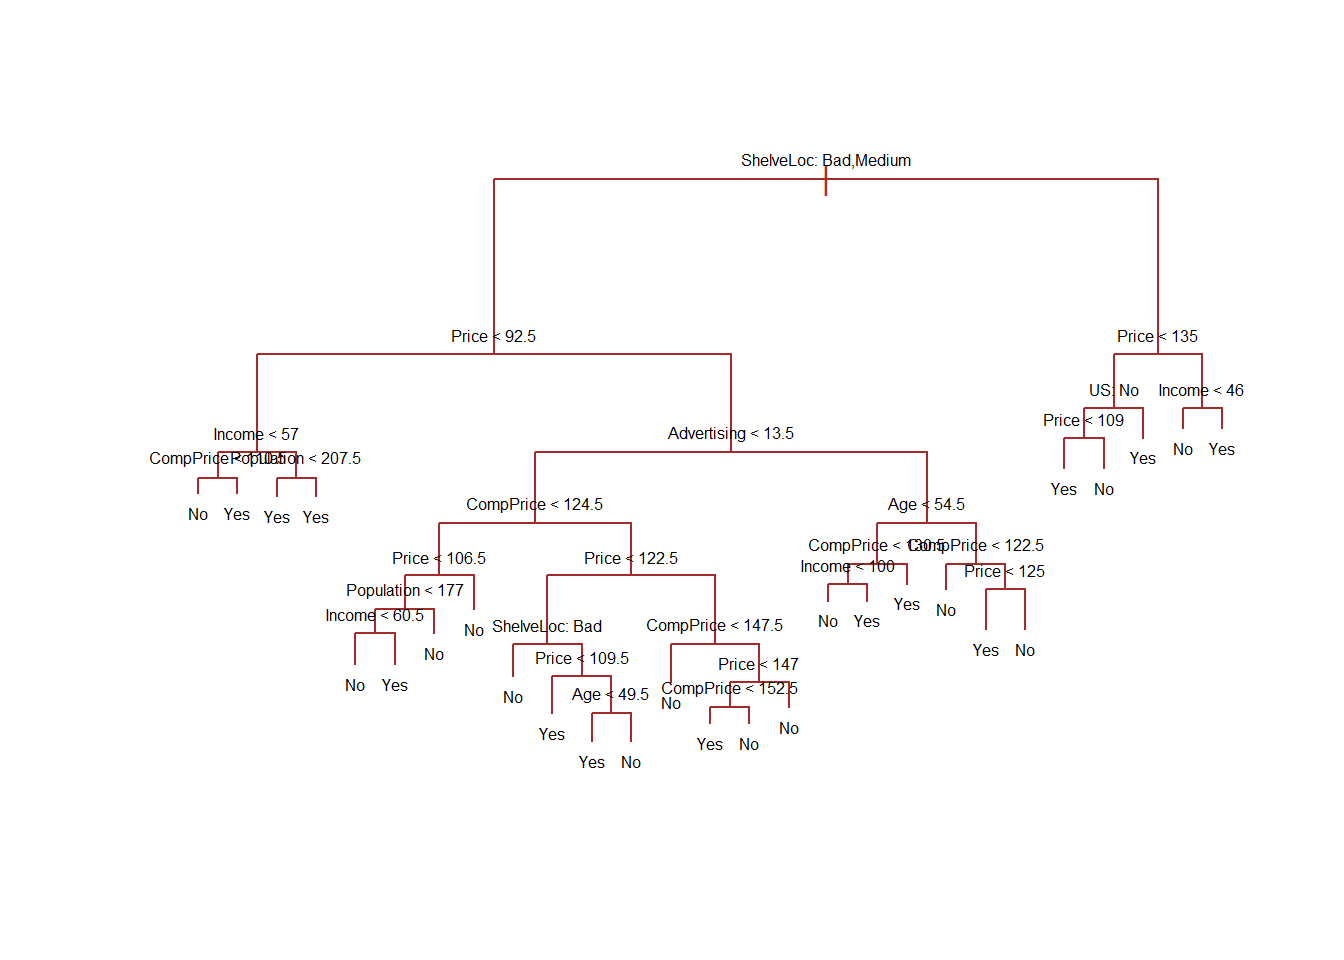 ShelveLoc: Bad,Medium
Price < 92.5
Price < 135
US: No
Income < 46
Price < 109
Income < 57
Advertising < 13.5
CompPrice < 110.5
Population < 207.5
No
Yes
Yes
Yes
Yes
No
Yes
No
Yes
CompPrice < 124.5
Age < 54.5
Price < 106.5
Price < 122.5
CompPrice < 130.5
CompPrice < 122.5
Income < 100
Price < 125
Population < 177
Income < 60.5
No
Yes
No
No
ShelveLoc: Bad
CompPrice < 147.5
No
Yes
Yes
No
Yes
No
Price < 109.5
Price < 147
Age < 49.5
CompPrice < 152.5
No
Yes
Yes
No
No
Yes
No
No